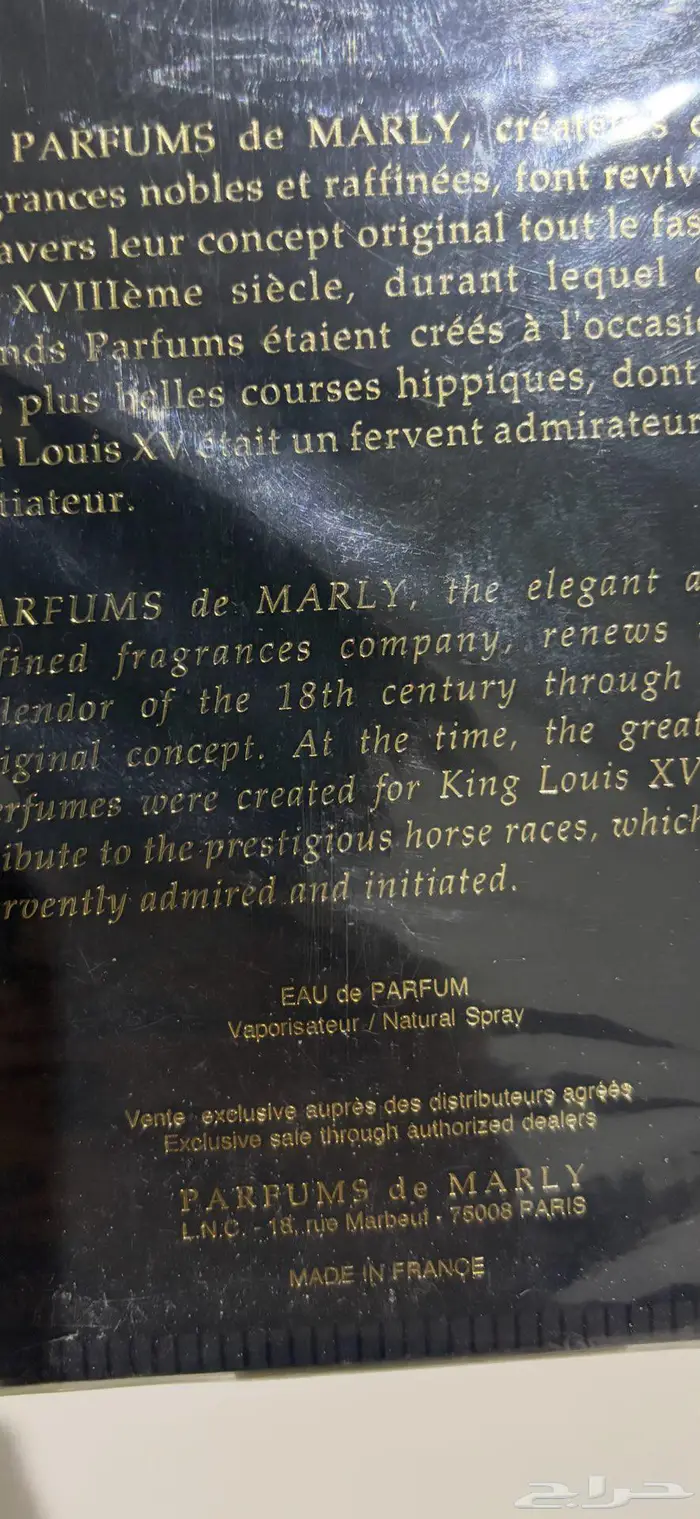 PARFUMS de MARLY, créateurs
grances nobles et raffinées, font reviv
avers leur concept original tout le fas
XVIIIème siècle, durant lequel
nds Parfums étaient créés à l'occasi
plus belles courses hippiques, dont
i Louis XV était un fervent admirateur
tiateur.
ARFUMS de MARLY, the elegant a
fined fragrances company, renews
lendor of the 18th century through
iginal concept. At the time, the great
erfumes were created for King Louis XV
ibute to the prestigious horse races, which
rvently admired and initiated.
EAU de PARFUM
Vaporisateur / Natural Spray
Vente exclusive auprès des distributeurs agréés
Exclusive sale through authorized dealers
PARFUMS de MARLY
L.N.C. - 18, rue Marbeuf - 75008 PARIS
MADE IN FRANCE
حراج